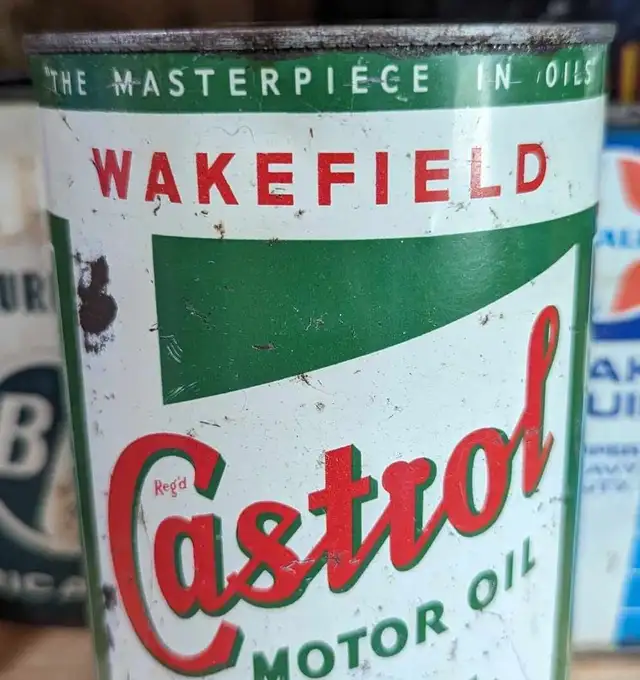 "THE MASTERPIECE IN OILS"
WAKEFIELD
Reg'd
Castrol
MOTOR OIL